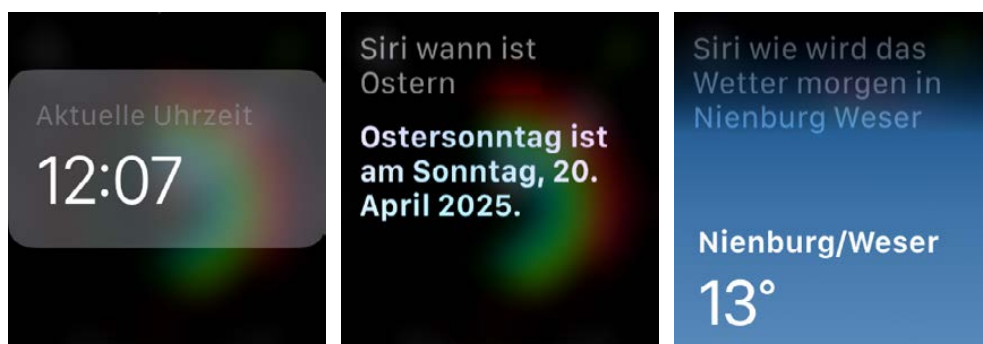 Aktuelle Uhrzeit
12:07
Siri wann ist
Ostern
Ostersonntag ist
am Sonntag, 20.
April 2025.
Siri wie wird das
Wetter morgen in
Nienburg Weser
Nienburg/Weser
13°